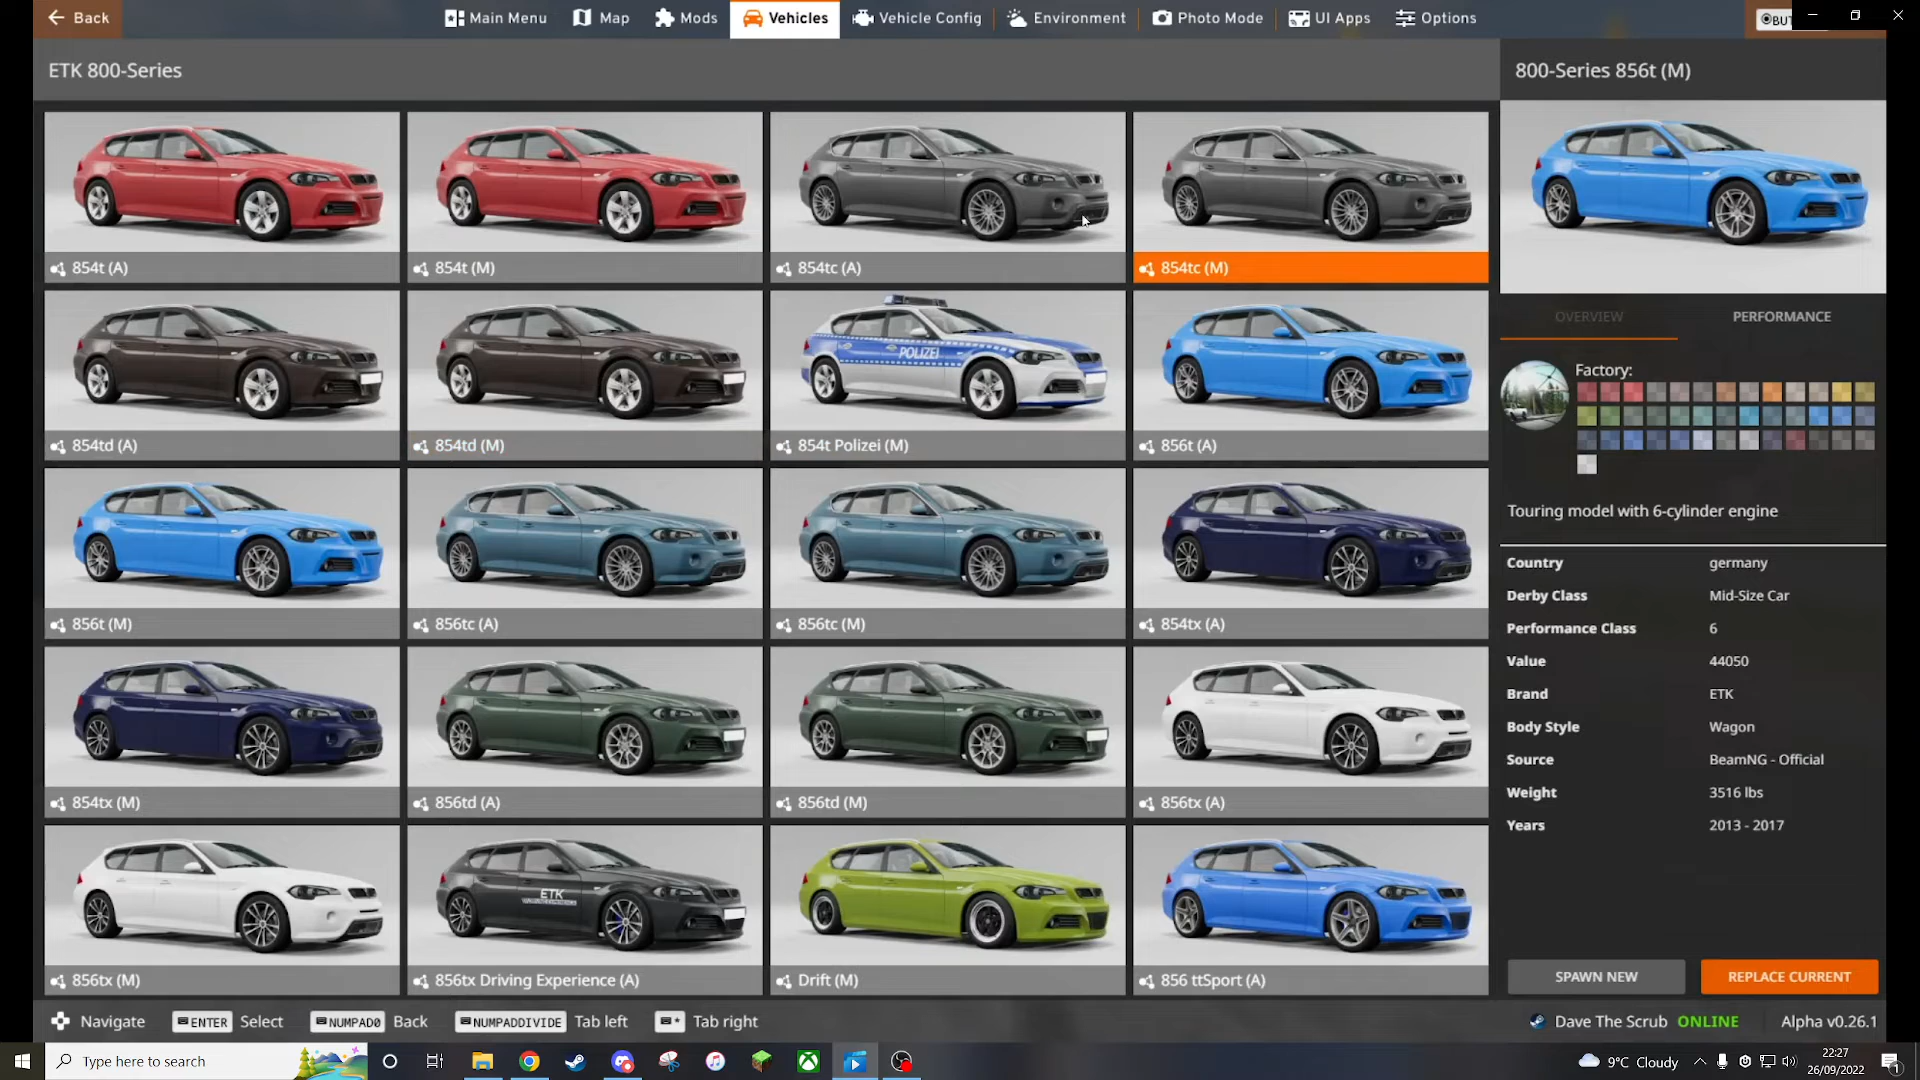 Back
Main Menu
Map
Mods
Vehicles
Vehicle Config
Environment
Photo Mode
UI Apps
Options
ETK 800-Series
800-Series 856t (M)
854t (A)
854t (M)
854tc (A)
854tc (M)
OVERVIEW
PERFORMANCE
Factory:
POLIZEI
854td (A)
854td (M)
854t Polizei (M)
856t (A)
Touring model with 6-cylinder engine
856t (M)
856tc (A)
856tc (M)
854tx (A)
Country germany
Derby Class Mid-Size Car
Performance Class 6
Value 44050
Brand ETK
Body Style Wagon
Source BeamNG - Official
Weight 3516 lbs
Years 2013 - 2017
854tx (M)
856td (A)
856td (M)
856tx (A)
ETK
856tx (M)
856tx Driving Experience (A)
Drift (M)
856 ttSport (A)
SPAWN NEW
REPLACE CURRENT
Navigate
ENTER Select
NUMPAD0 Back
NUMPADDIVIDE Tab left
* Tab right
Dave The Scrub ONLINE
Alpha v0.26.1
Type here to search
9°C Cloudy
22:27
26/09/2022
1